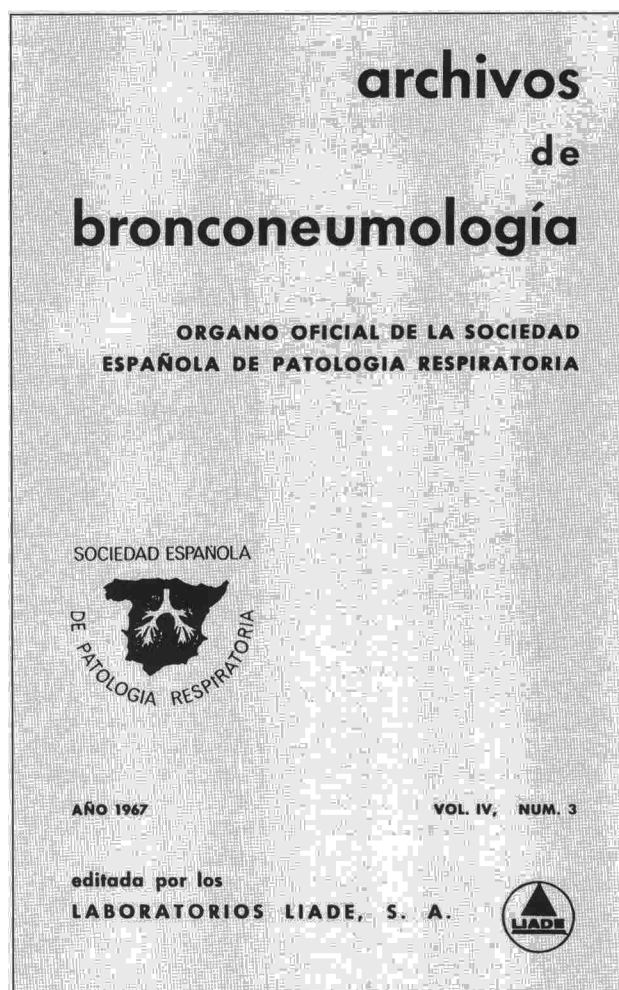 archivos
de
bronconeumología
ORGANO OFICIAL DE LA SOCIEDAD
ESPAÑOLA DE PATOLOGIA RESPIRATORIA
SOCIEDAD ESPAÑOLA
DE PATOLOGIA RESPIRATORIA
AÑO 1967 VOL. IV, NUM. 3
editada por los
LABORATORIOS LIADE, S. A.
LIADE